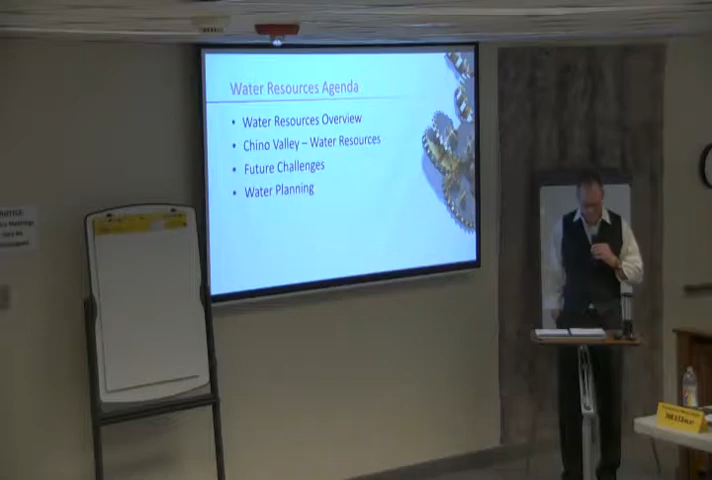 Water Resources Agenda
• Water Resources Overview
• Chino Valley – Water Resources
• Future Challenges
• Water Planning